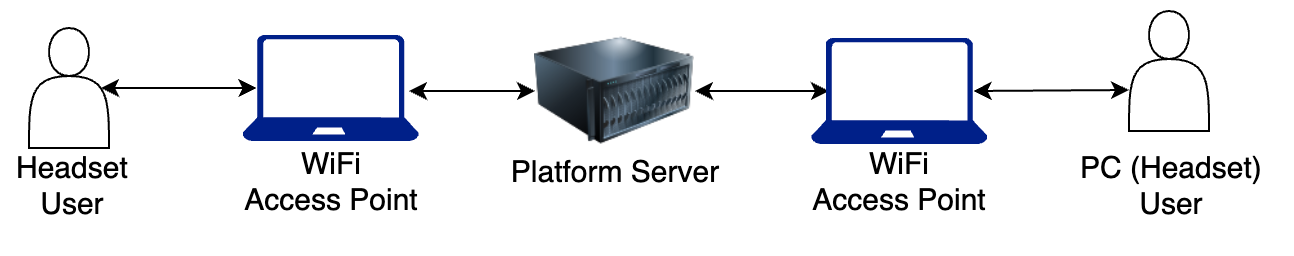 Headset
User
WiFi
Access Point
Platform Server
WiFi
Access Point
PC (Headset)
User